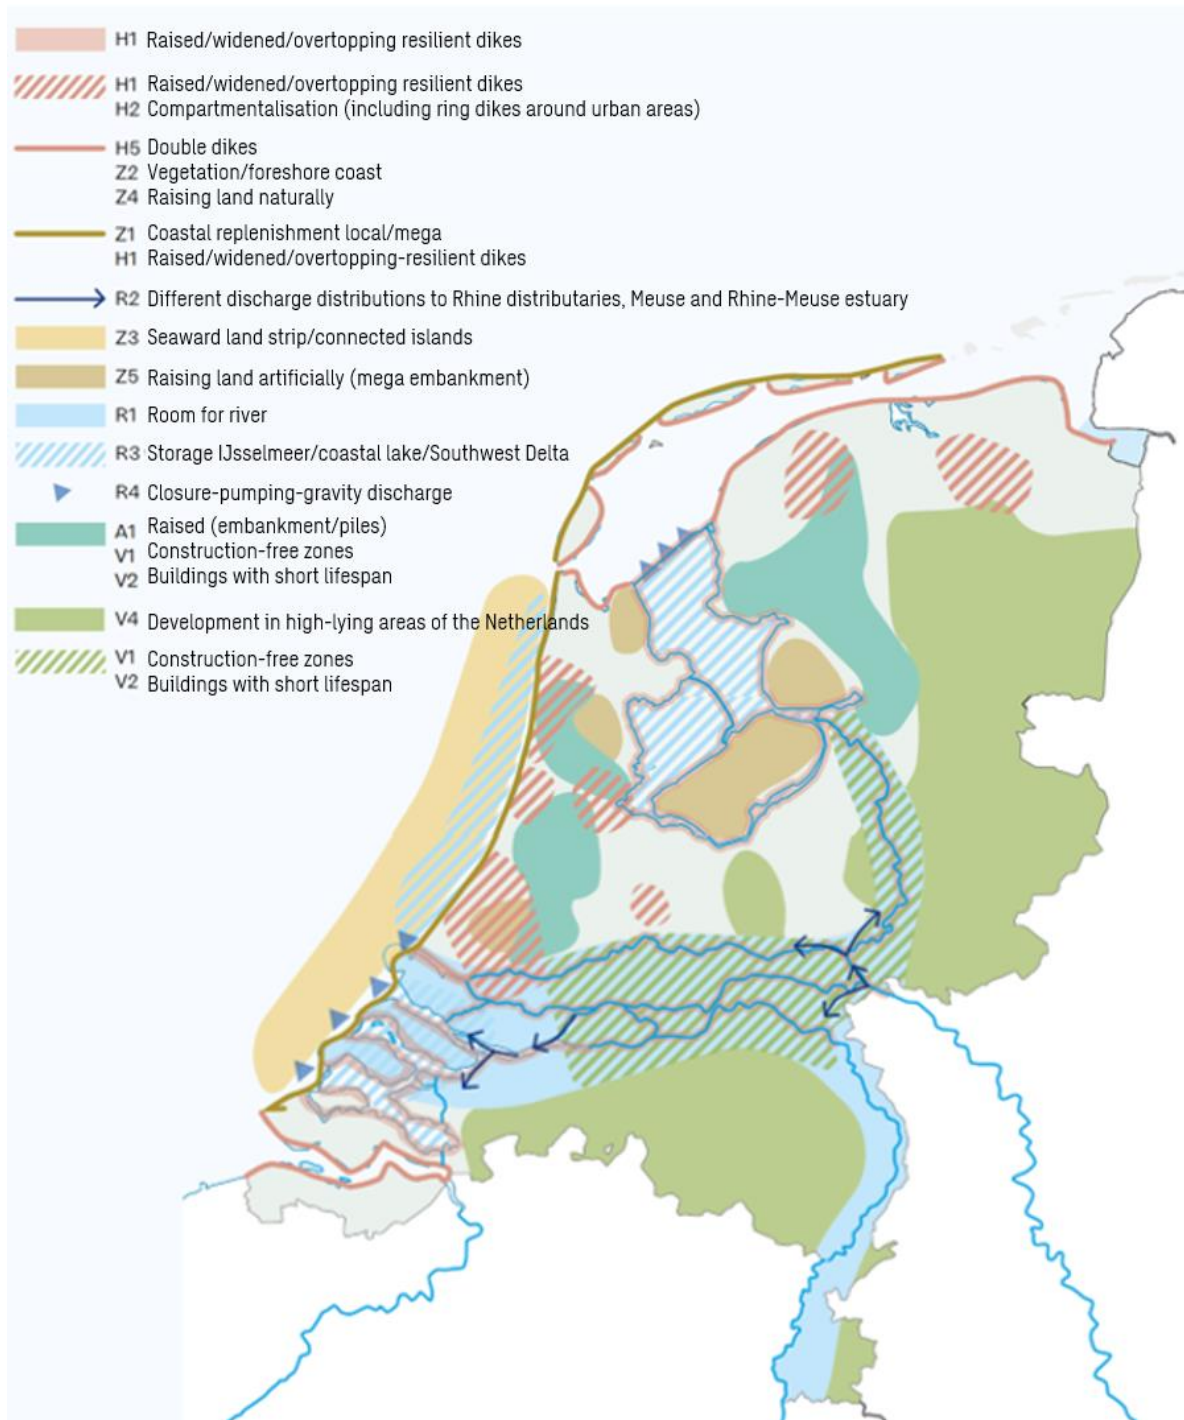 H1 Raised/widened/overtopping resilient dikes
H1 Raised/widened/overtopping resilient dikes
H2 Compartmentalisation (including ring dikes around urban areas)
H5 Double dikes
Z2 Vegetation/foreshore coast
Z4 Raising land naturally
Z1 Coastal replenishment local/mega
H1 Raised/widened/overtopping-resilient dikes
R2 Different discharge distributions to Rhine distributaries, Meuse and Rhine-Meuse estuary
Z3 Seaward land strip/connected islands
Z5 Raising land artificially (mega embankment)
R1 Room for river
R3 Storage IJsselmeer/coastal lake/Southwest Delta
R4 Closure-pumping-gravity discharge
A1 Raised (embankment/piles)
V1 Construction-free zones
V2 Buildings with short lifespan
V4 Development in high-lying areas of the Netherlands
V1 Construction-free zones
V2 Buildings with short lifespan